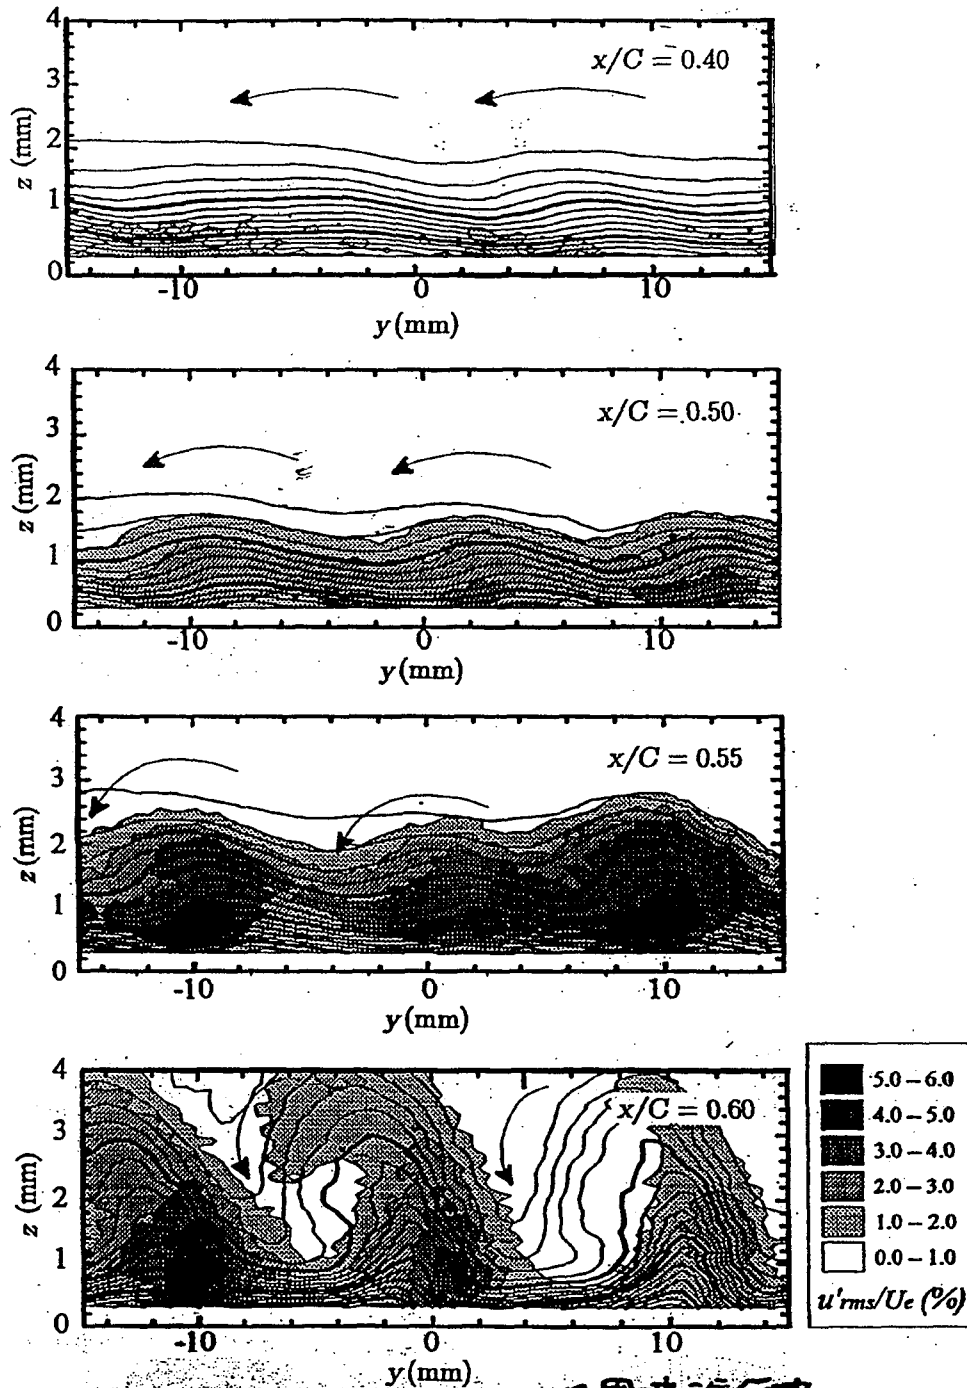 4
x/C = 0.40
3
2
1
0
z (mm)
-10
0
10
y (mm)
4
x/C = 0.50
3
2
1
0
z (mm)
-10
0
10
y (mm)
4
x/C = 0.55
3
2
1
0
z (mm)
-10
0
10
y (mm)
4
x/C = 0.60
3
2
1
0
z (mm)
-10
0
10
y (mm)
5.0 – 6.0
4.0 – 5.0
3.0 – 4.0
2.0 – 3.0
1.0 – 2.0
0.0 – 1.0
u'rms/Ue (%)